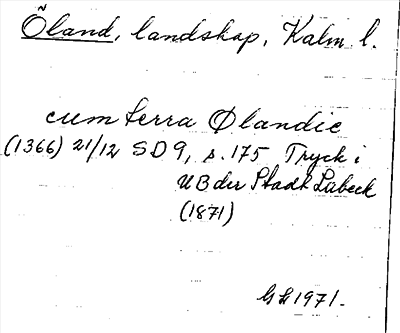 Öland, landskap, Kalm l.
cum terra Ølandie
(1366) 21/12 SD 9, s. 175 Tryck i
UB der Stadt Lübeck
(1871)
1971.